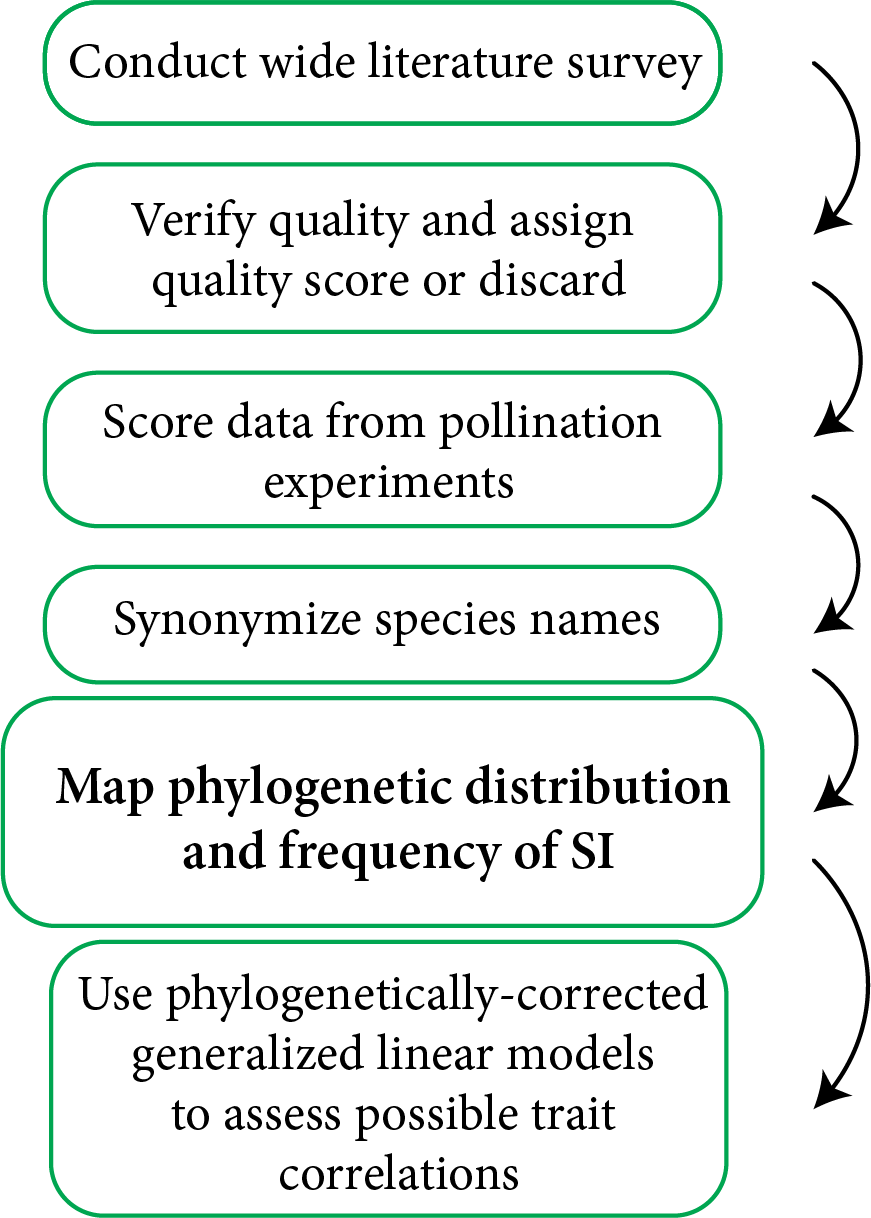 Conduct wide literature survey
Verify quality and assign
quality score or discard
Score data from pollination
experiments
Synonymize species names
Map phylogenetic distribution
and frequency of SI
Use phylogenetically-corrected
generalized linear models
to assess possible trait
correlations